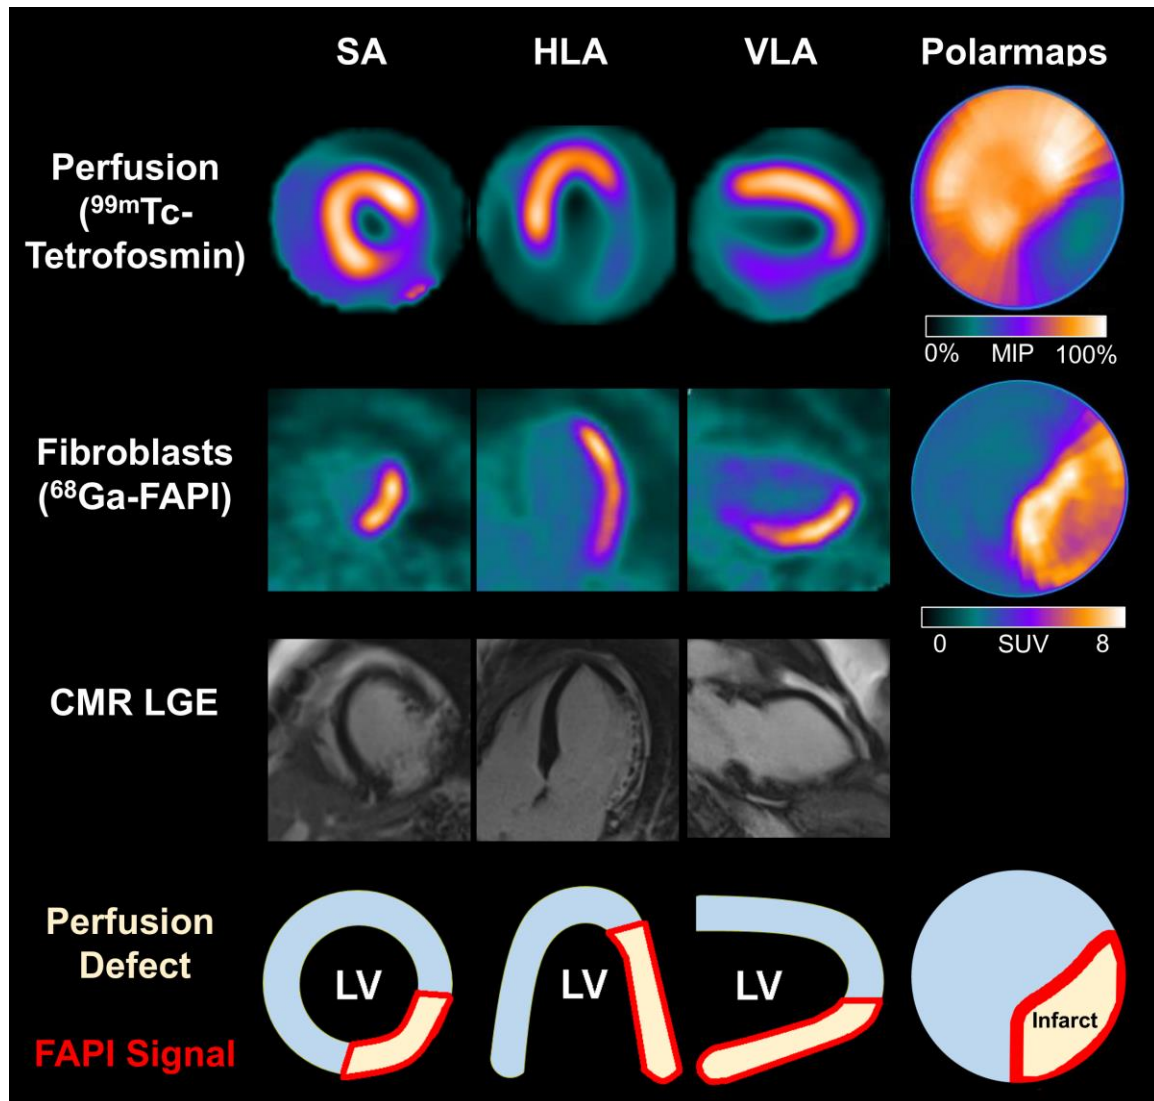 SA HLA VLA Polarmaps
Perfusion
(⁹⁹ᵐTc-
Tetrofosmin)
0% MIP 100%
Fibroblasts
(⁶⁸Ga-FAPI)
0 SUV 8
CMR LGE
Perfusion
Defect
LV LV LV
Infarct
FAPI Signal